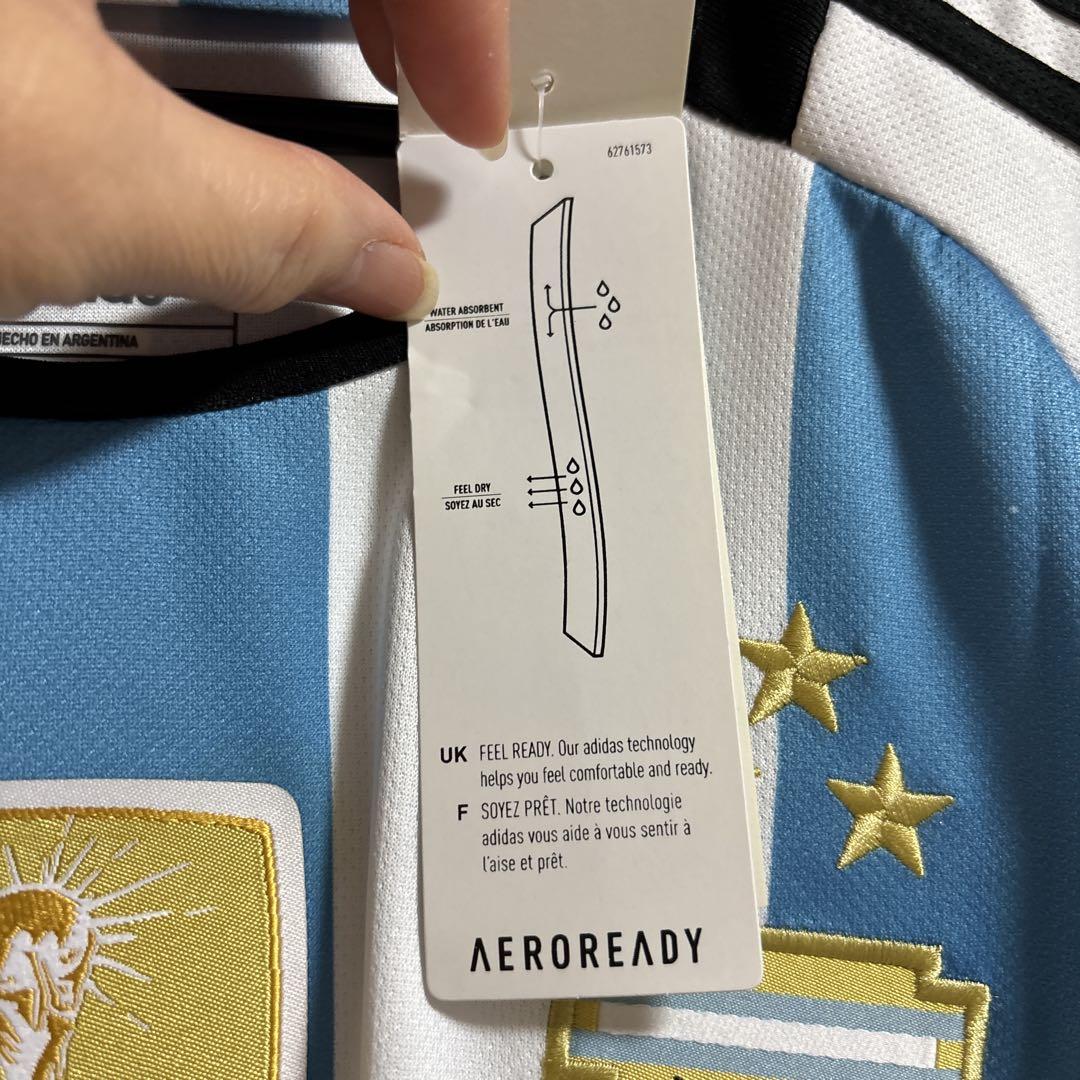 62761573
WATER ABSORBENT
ABSORPTION DE L'EAU
HECHO EN ARGENTINA
FEEL DRY
SOYEZ AU SEC
UK FEEL READY. Our adidas technology
helps you feel comfortable and ready.
F SOYEZ PRÊT. Notre technologie
adidas vous aide à vous sentir à
l'aise et prêt.
AEROREADY